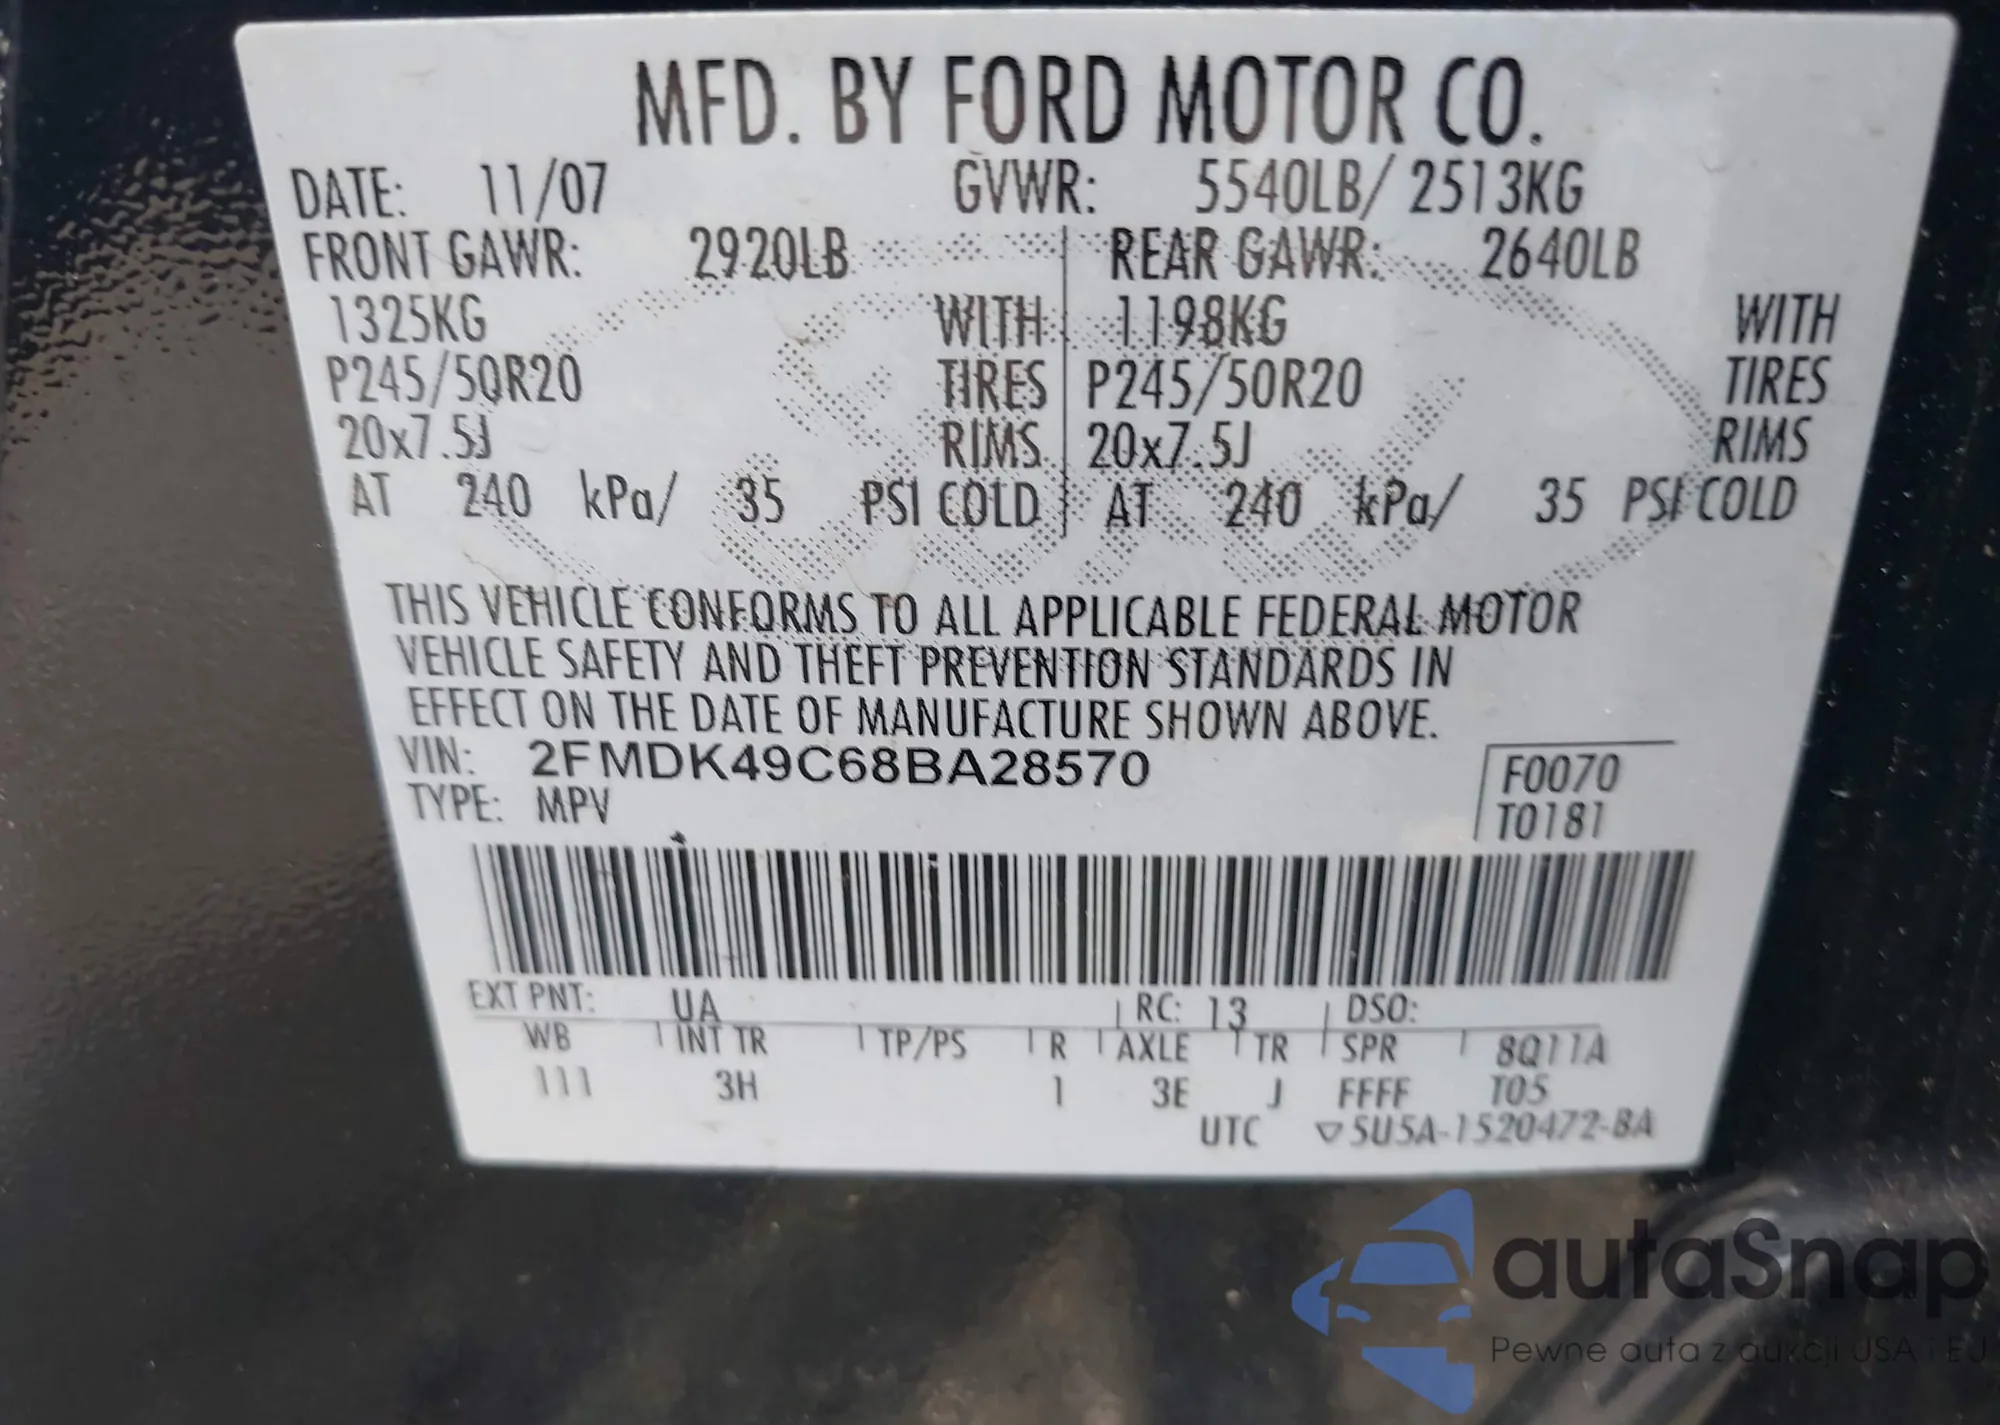 MFD. BY FORD MOTOR CO.
DATE: 11/07 GVWR: 5540LB/ 2513KG
FRONT GAWR: 2920LB REAR GAWR: 2640LB
1325KG WITH 1198KG WITH
P245/50R20 TIRES P245/50R20 TIRES
20x7.5J RIMS 20x7.5J RIMS
AT 240 kPa/ 35 PSI COLD AT 240 kPa/ 35 PSI COLD
THIS VEHICLE CONFORMS TO ALL APPLICABLE FEDERAL MOTOR
VEHICLE SAFETY AND THEFT PREVENTION STANDARDS IN
EFFECT ON THE DATE OF MANUFACTURE SHOWN ABOVE.
VIN: 2FMDK49C68BA28570 F0070
TYPE: MPV T0181
EXT PNT: UA RC: 13 DSO:
WB INT TR TP/PS R AXLE TR SPR 8Q11A
111 3H 1 3E J FFFF T05
UTC ▽5U5A-1520472-BA
autaSnap
Pewne auta z aukcji USA i EU